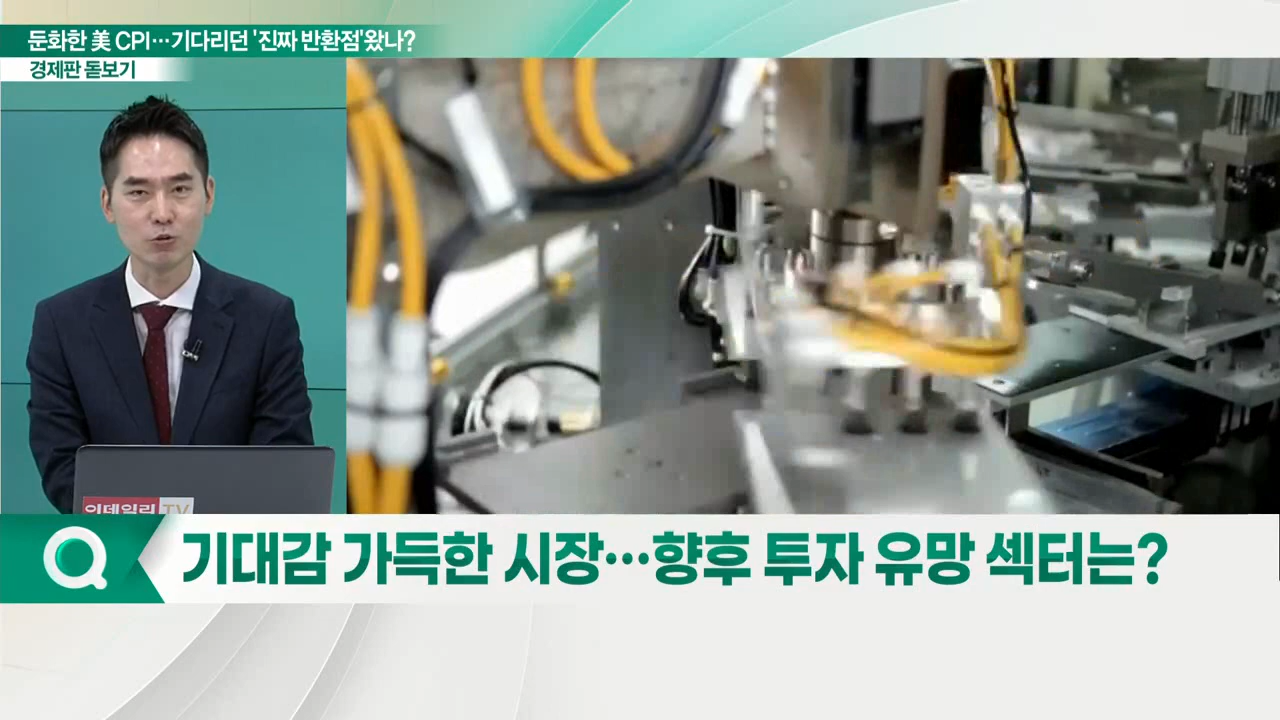 둔화한 美 CPI…기다리던 '진짜 반환점'왔나?
경제판 돋보기
이데일리 TV
Q
기대감 가득한 시장…향후 투자 유망 섹터는?